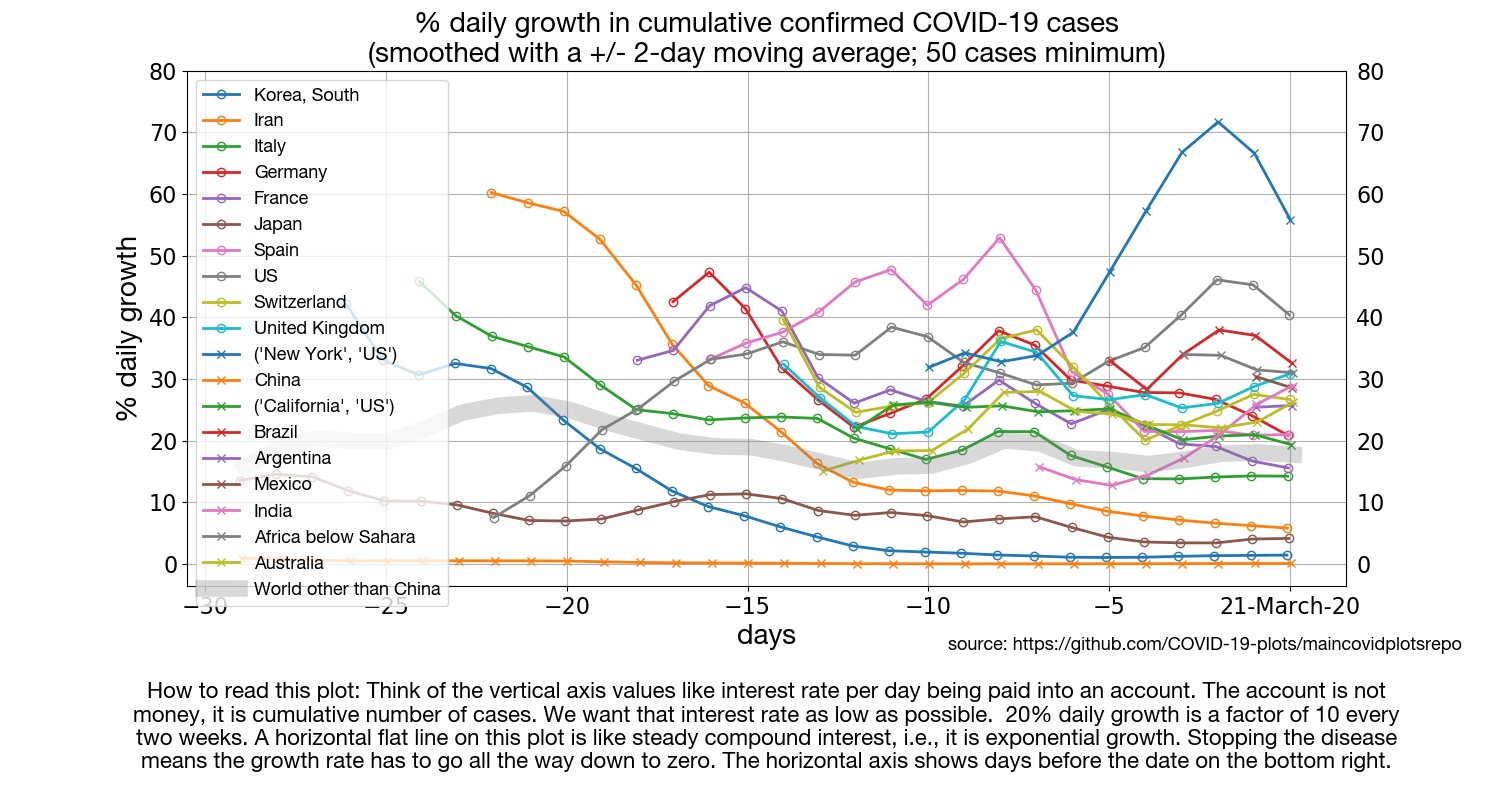 % daily growth in cumulative confirmed COVID-19 cases
(smoothed with a +/- 2-day moving average; 50 cases minimum)
80
70
60
50
40
30
20
10
0
80
70
60
50
40
30
20
10
0
% daily growth
Korea, South
Iran
Italy
Germany
France
Japan
Spain
US
Switzerland
United Kingdom
('New York', 'US')
China
('California', 'US')
Brazil
Argentina
Mexico
India
Africa below Sahara
Australia
World other than China
−30 −25 −20 −15 −10 −5 21-March-20
days
source: https://github.com/COVID-19-plots/maincovidplotsrepo
How to read this plot: Think of the vertical axis values like interest rate per day being paid into an account. The account is not
money, it is cumulative number of cases. We want that interest rate as low as possible.  20% daily growth is a factor of 10 every
two weeks. A horizontal flat line on this plot is like steady compound interest, i.e., it is exponential growth. Stopping the disease
means the growth rate has to go all the way down to zero. The horizontal axis shows days before the date on the bottom right.